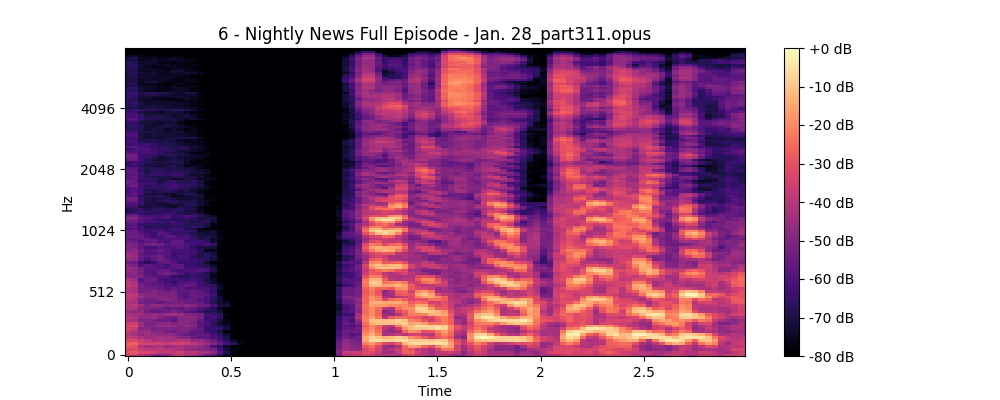 6 - Nightly News Full Episode - Jan. 28_part311.opus
+0 dB
-10 dB
-20 dB
-30 dB
-40 dB
-50 dB
-60 dB
-70 dB
-80 dB
Hz
4096
2048
1024
512
0
0
0.5
1
1.5
2
2.5
Time